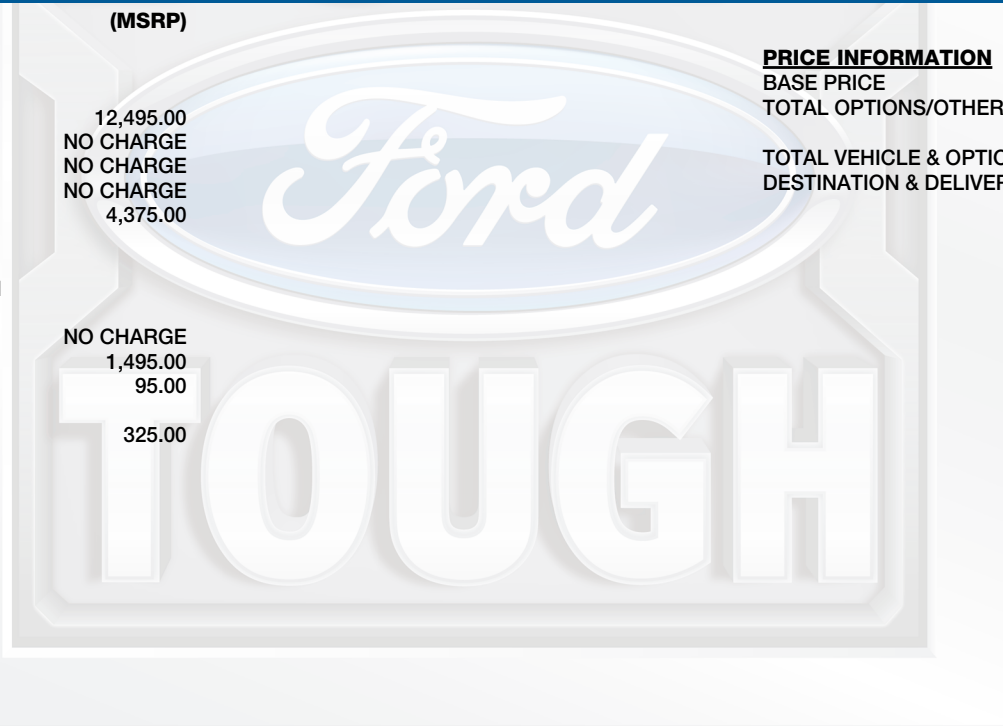 (MSRP)
12,495.00
NO CHARGE
NO CHARGE
NO CHARGE
4,375.00
NO CHARGE
1,495.00
95.00
325.00
PRICE INFORMATION
BASE PRICE
TOTAL OPTIONS/OTHER
TOTAL VEHICLE & OPTIO
DESTINATION & DELIVER
Ford
TOUGH